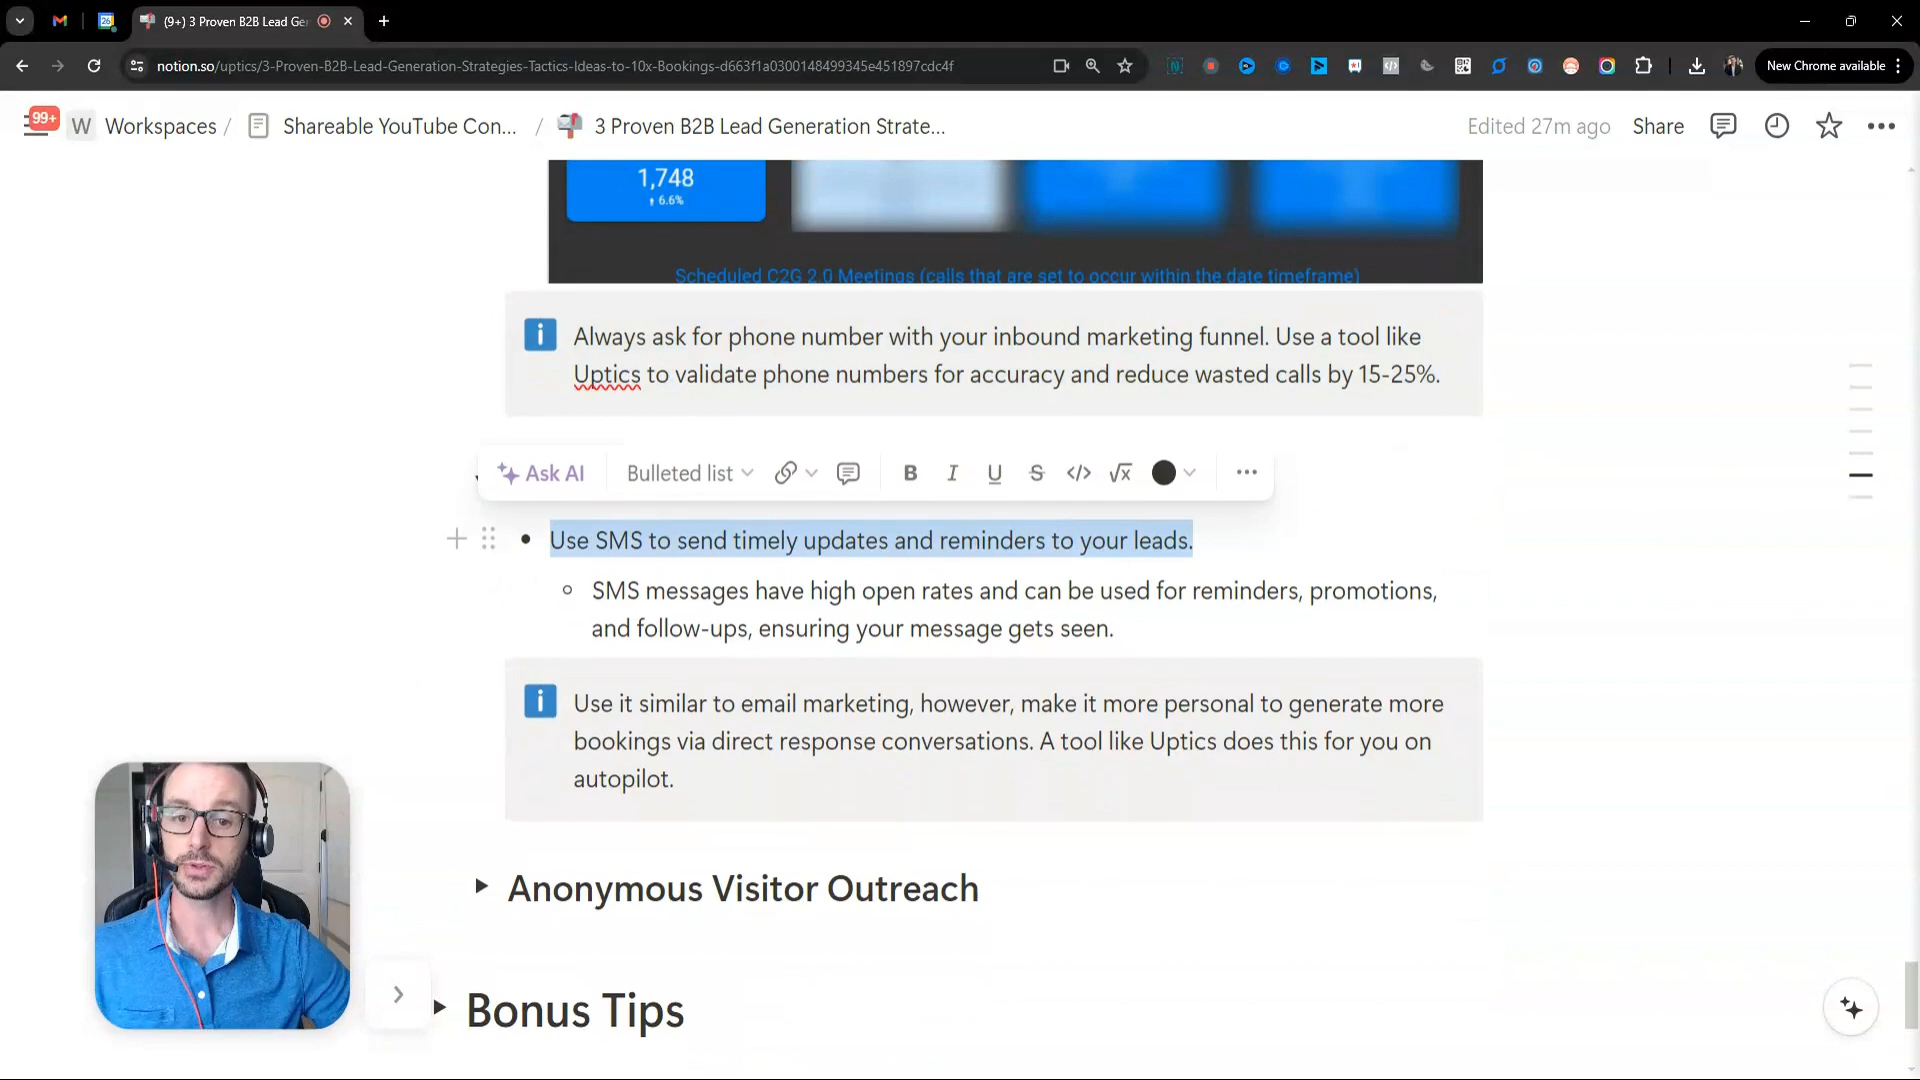 26
(9+) 3 Proven B2B Lead Ge
notion.so/uptics/3-Proven-B2B-Lead-Generation-Strategies-Tactics-Ideas-to-10x-Bookings-d663f1a0300148499345e451897cdc4f
New Chrome available
99+
W Workspaces / Shareable YouTube Con... / 3 Proven B2B Lead Generation Strate...
Edited 27m ago Share
1,748
6.6%
Scheduled C2G 2.0 Meetings (calls that are set to occur within the date timeframe)
Always ask for phone number with your inbound marketing funnel. Use a tool like
Uptics to validate phone numbers for accuracy and reduce wasted calls by 15-25%.
Ask AI Bulleted list B I U S </> √x
Use SMS to send timely updates and reminders to your leads.
SMS messages have high open rates and can be used for reminders, promotions,
and follow-ups, ensuring your message gets seen.
Use it similar to email marketing, however, make it more personal to generate more
bookings via direct response conversations. A tool like Uptics does this for you on
autopilot.
Anonymous Visitor Outreach
Bonus Tips